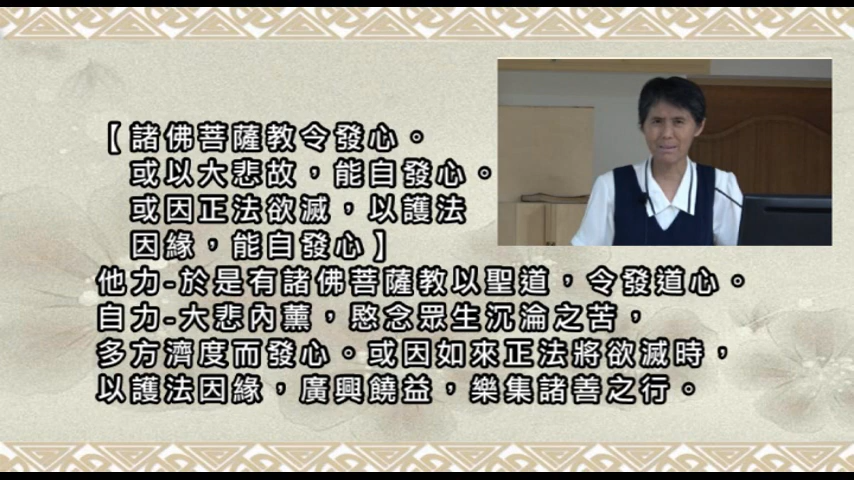 【諸佛菩薩教令發心。
或以大悲故，能自發心。
或因正法欲滅，以護法
因緣，能自發心】
他力-於是有諸佛菩薩教以聖道，令發道心。
自力-大悲內薰，愍念眾生沉淪之苦，
多方濟度而發心。或因如來正法將欲滅時，
以護法因緣，廣興饒益，樂集諸善之行。